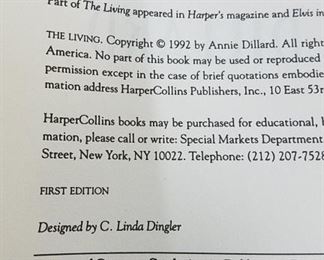 Part of The Living appeared in Harper's magazine and Elvis in
THE LIVING. Copyright © 1992 by Annie Dillard. All right
America. No part of this book may be used or reproduced
permission except in the case of brief quotations embodie
mation address HarperCollins Publishers, Inc., 10 East 53r
HarperCollins books may be purchased for educational, b
mation, please call or write: Special Markets Department
Street, New York, NY 10022. Telephone: (212) 207-7528
FIRST EDITION
Designed by C. Linda Dingler